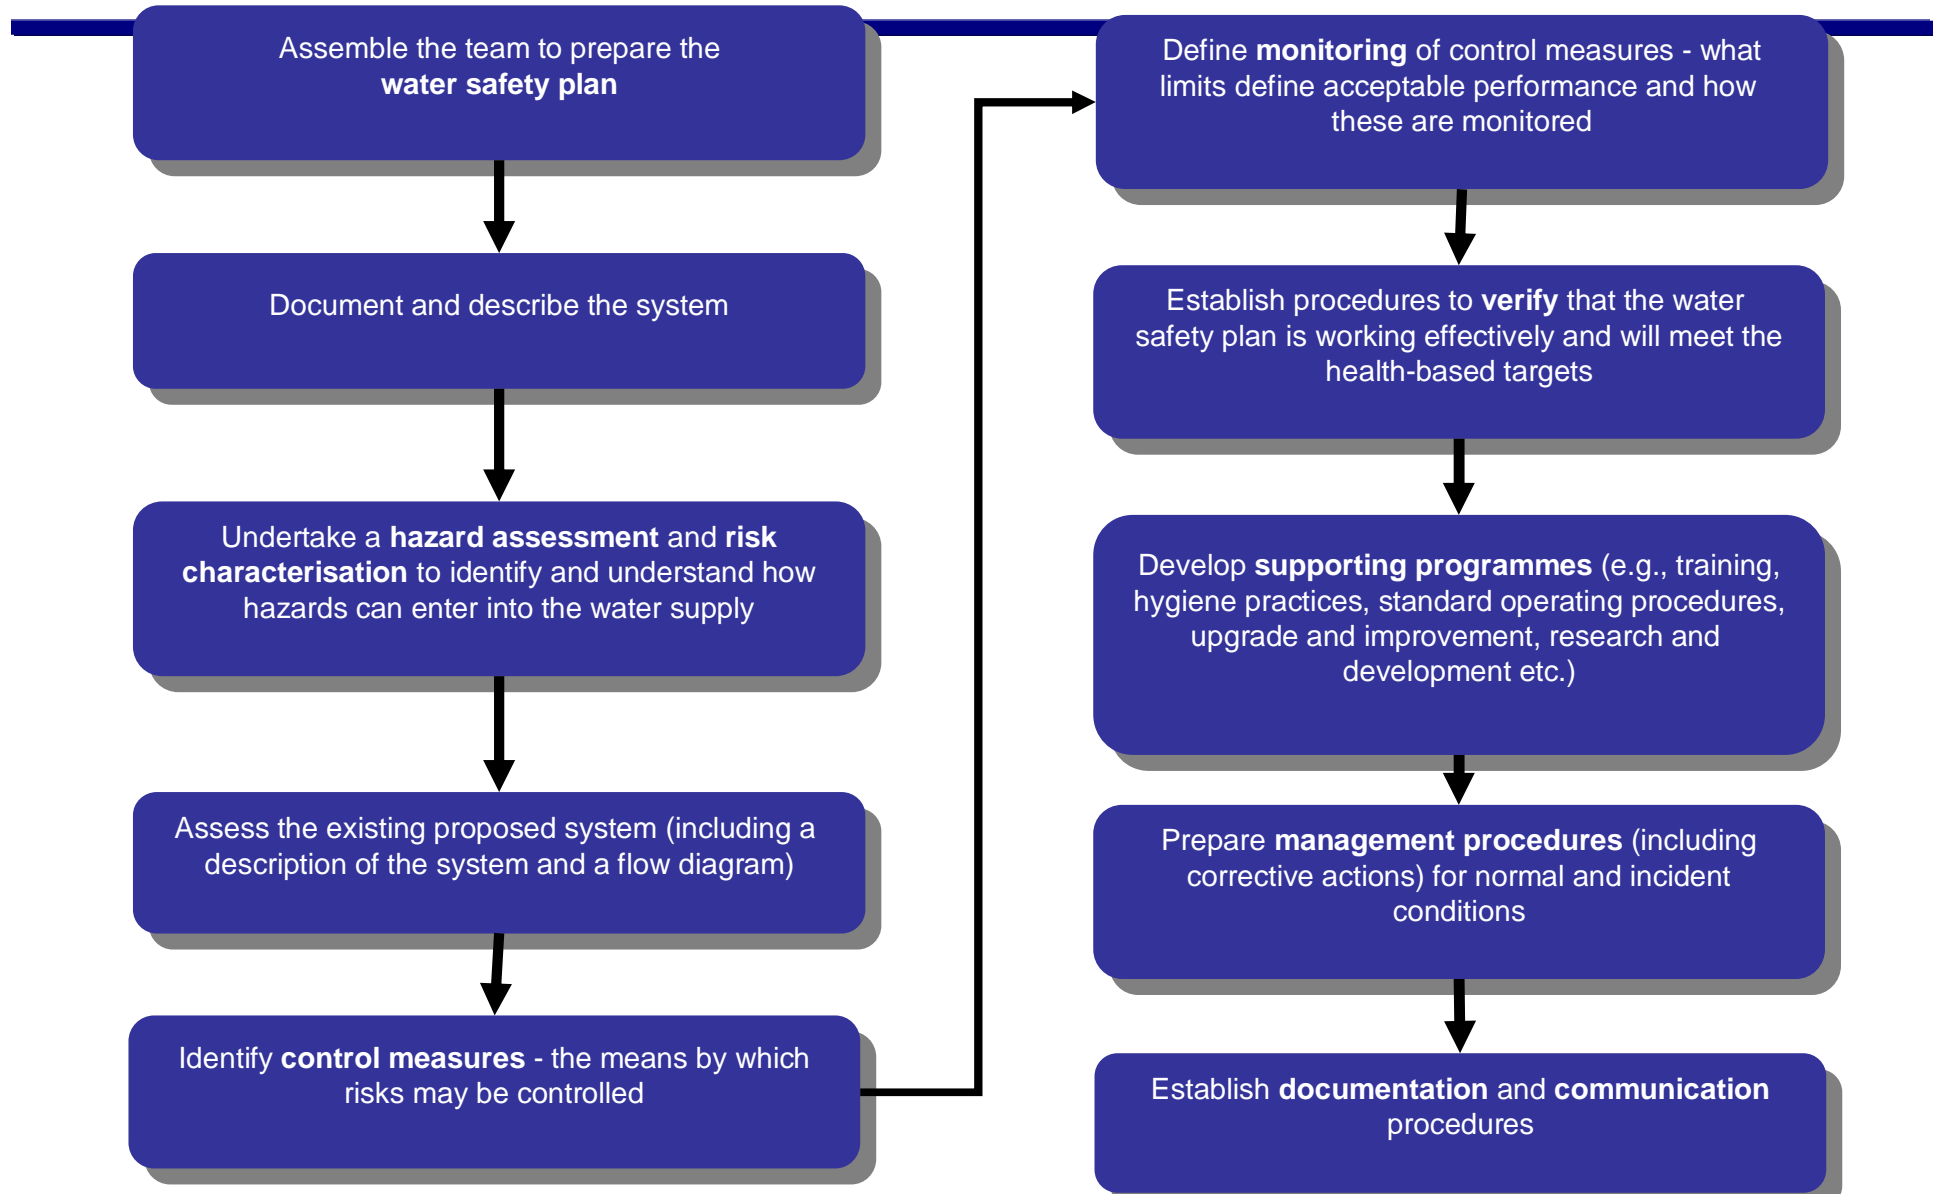 Assemble the team to prepare the
water safety plan
Document and describe the system
Undertake a hazard assessment and risk
characterisation to identify and understand how
hazards can enter into the water supply
Assess the existing proposed system (including a
description of the system and a flow diagram)
Identify control measures - the means by which
risks may be controlled
Define monitoring of control measures - what
limits define acceptable performance and how
these are monitored
Establish procedures to verify that the water
safety plan is working effectively and will meet the
health-based targets
Develop supporting programmes (e.g., training,
hygiene practices, standard operating procedures,
upgrade and improvement, research and
development etc.)
Prepare management procedures (including
corrective actions) for normal and incident
conditions
Establish documentation and communication
procedures